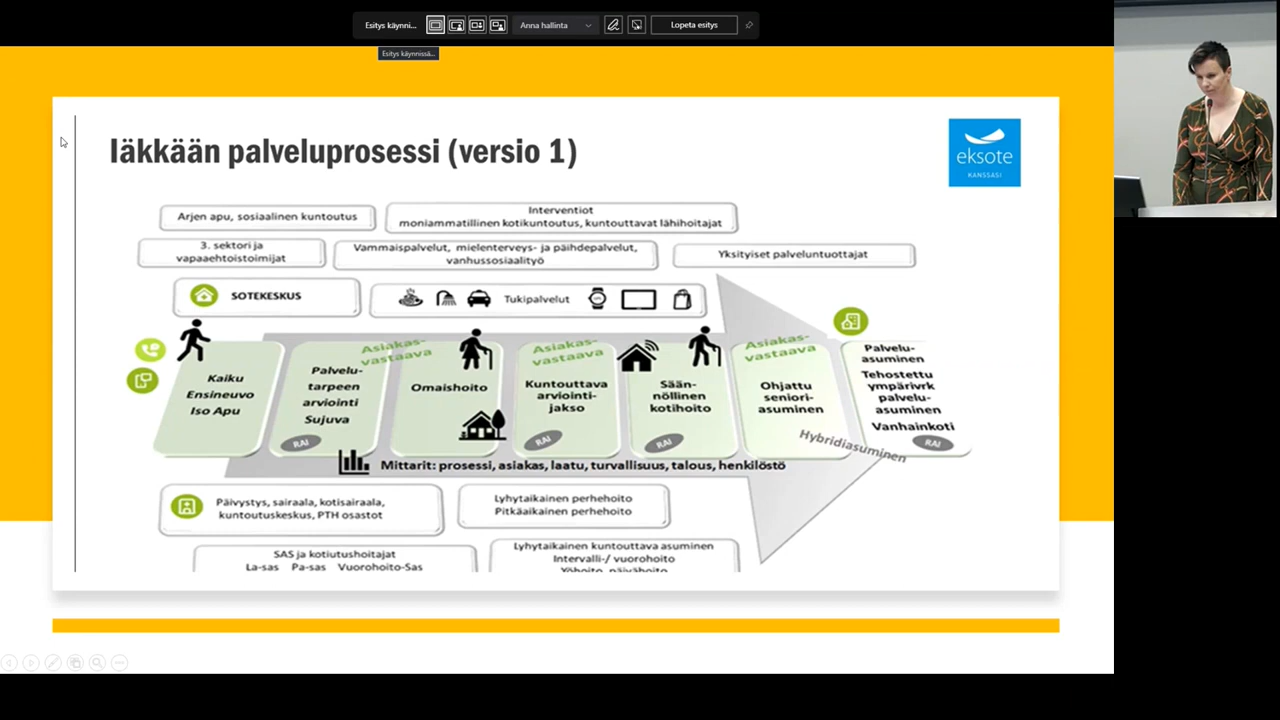 Esitys käynni...
Anna hallinta
Lopeta esitys
Esitys käynnissä...
Iäkkään palveluprosessi (versio 1)
eksote
KANSSASI
Arjen apu, sosiaalinen kuntoutus
Interventiot
moniammatillinen kotikuntoutus, kuntouttavat lähihoitajat
3. sektori ja
vapaaehtoistoimijat
Vammaispalvelut, mielenterveys- ja päihdepalvelut,
vanhussosiaalityö
Yksityiset palveluntuottajat
SOTEKESKUS
Tukipalvelut
Kaiku
Ensineuvo
Iso Apu
Asiakas-
vastaava
Palvelu-
tarpeen
arviointi
Sujuva
RAI
Omaishoito
Asiakas-
vastaava
Kuntouttava
arviointi-
jakso
RAI
Sään-
nöllinen
kotihoito
RAI
Asiakas-
vastaava
Ohjattu
seniori-
asuminen
Hybridiasuminen
Palvelu-
asuminen
Tehostettu
ympärivrk
palvelu-
asuminen
Vanhainkoti
RAI
Mittarit: prosessi, asiakas, laatu, turvallisuus, talous, henkilöstö
Päivystys, sairaala, kotisairaala,
kuntoutuskeskus, PTH osastot
Lyhytaikainen perhehoito
Pitkäaikainen perhehoito
SAS ja kotiutushoitajat
La-sas Pa-sas Vuorohoito-Sas
Lyhytaikainen kuntouttava asuminen
Intervalli-/ vuorohoito
Yöhoito, päivähoito